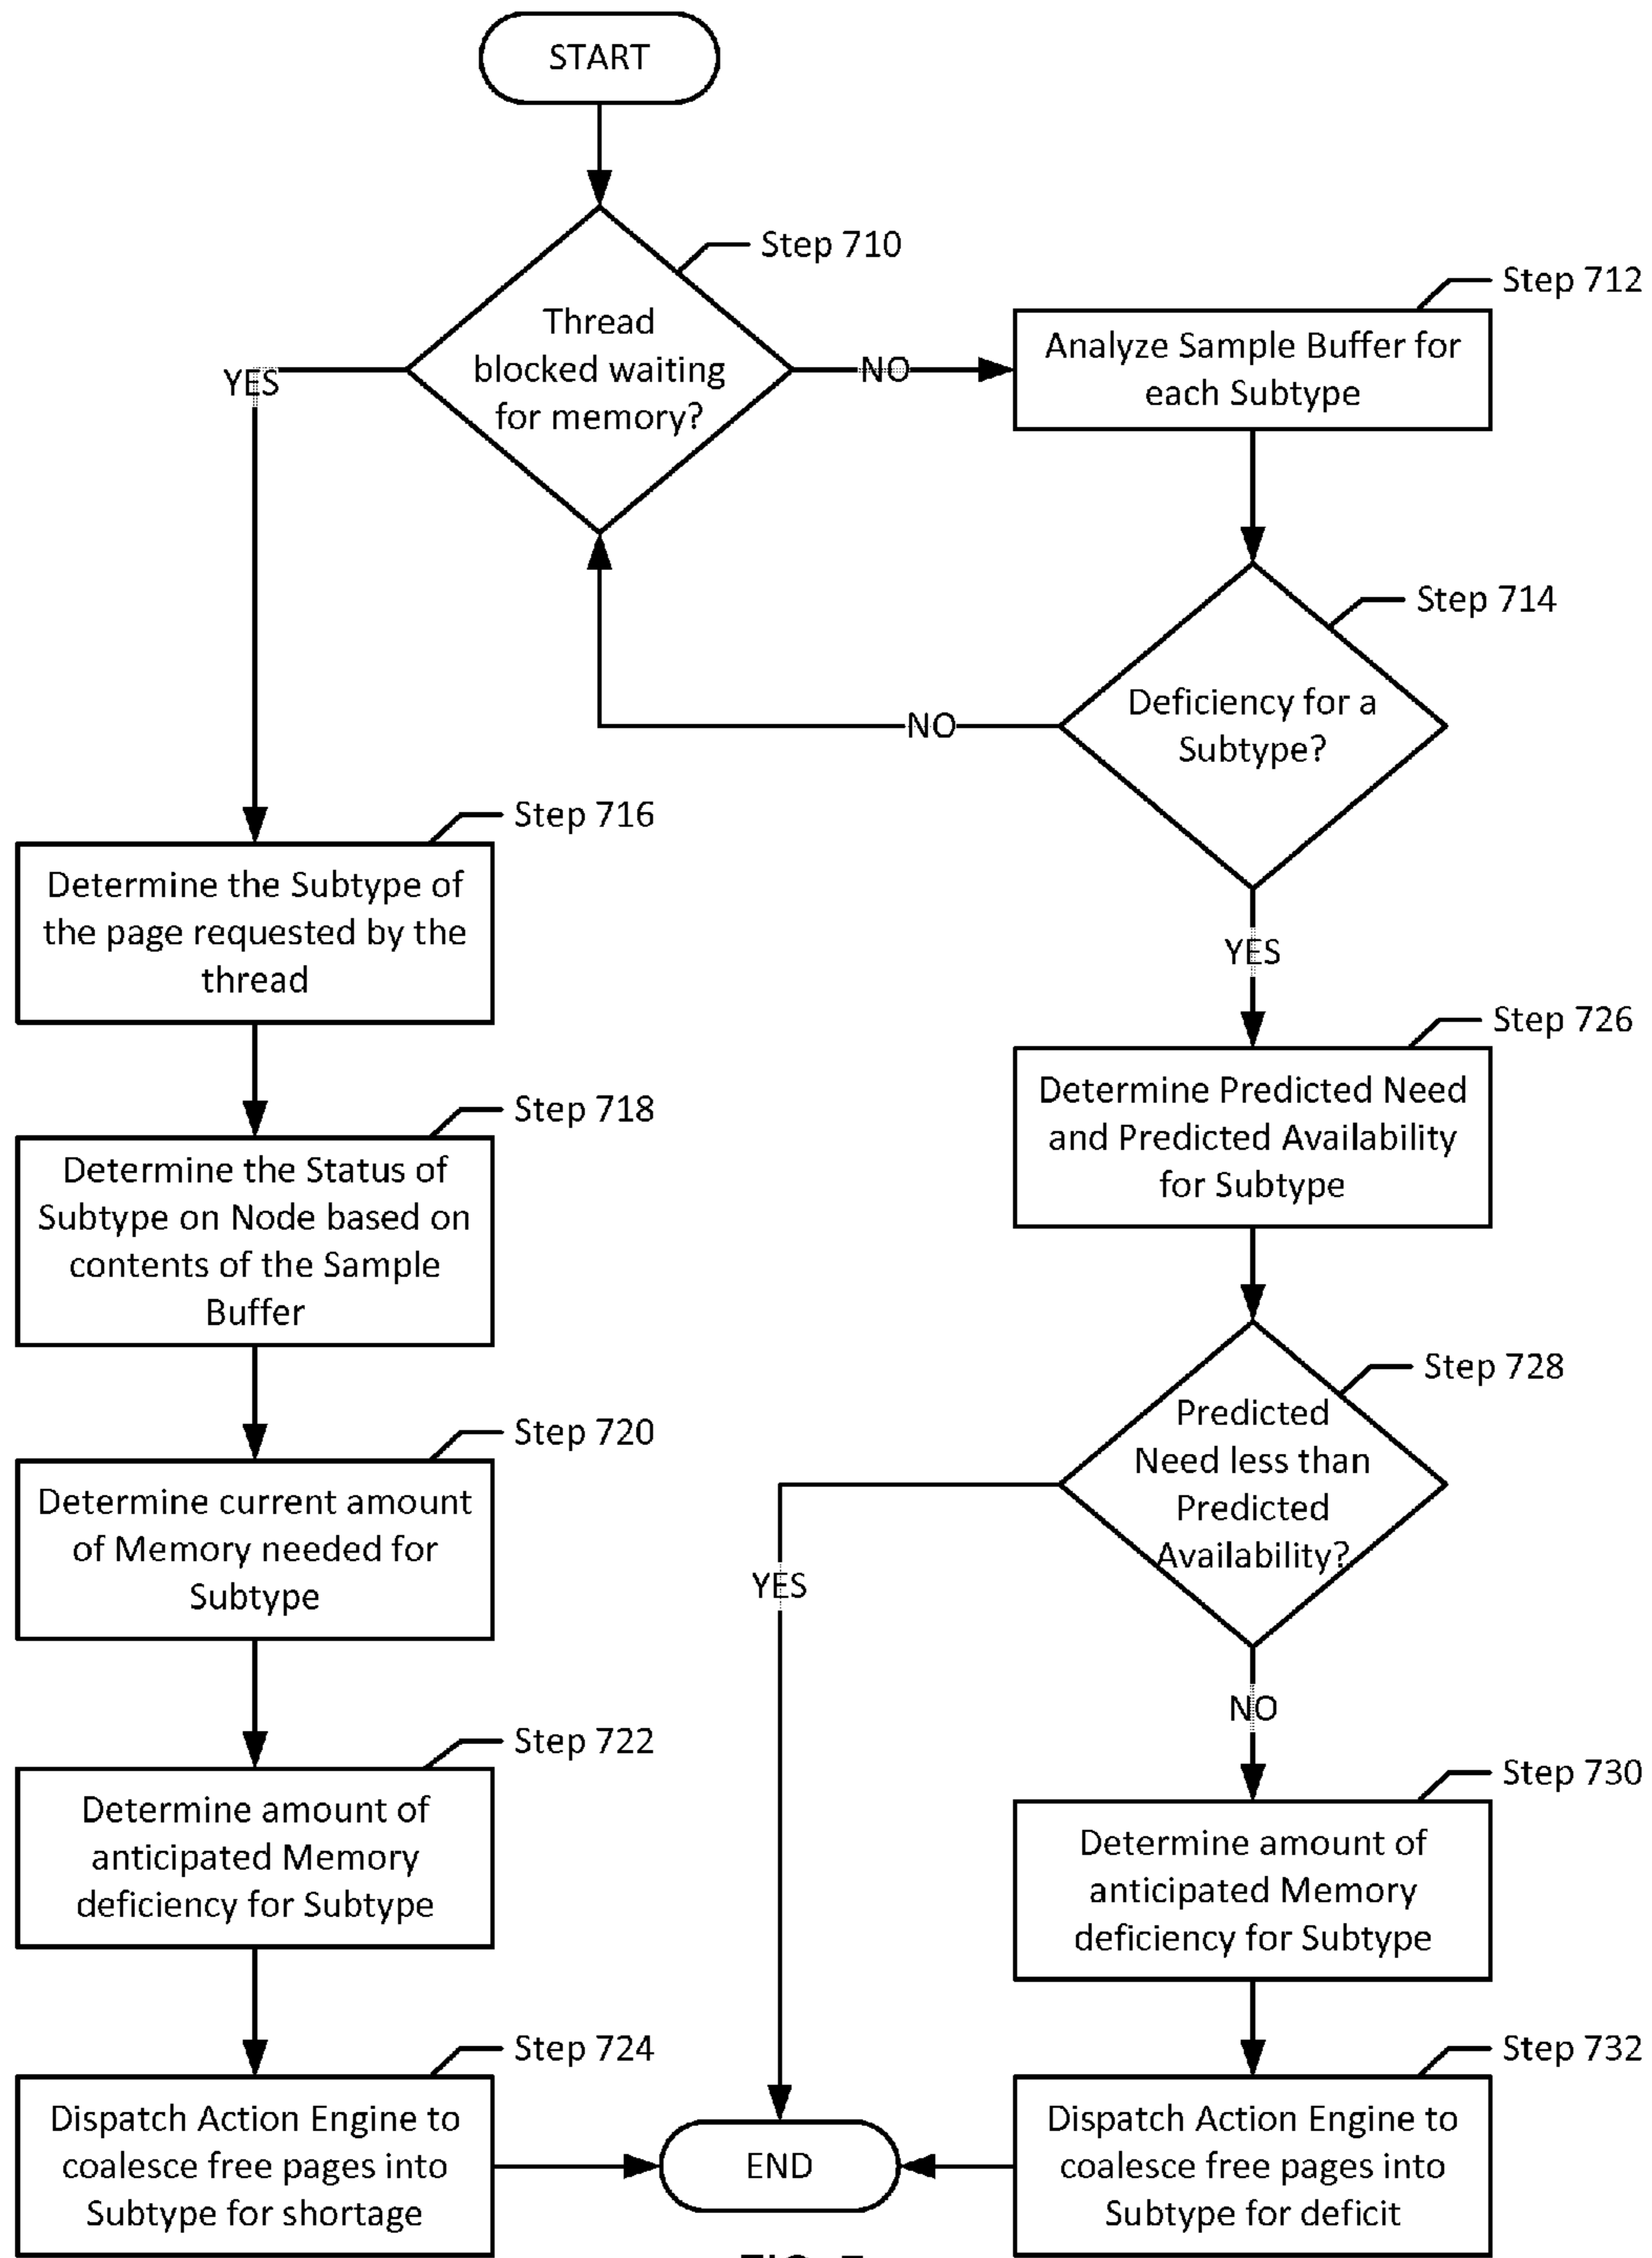 START
Step 710
Thread
blocked waiting
for memory?
YES
NO
Step 712
Analyze Sample Buffer for
each Subtype
Step 714
Deficiency for a
Subtype?
NO
YES
Step 716
Determine the Subtype of
the page requested by the
thread
Step 718
Determine the Status of
Subtype on Node based on
contents of the Sample
Buffer
Step 720
Determine current amount
of Memory needed for
Subtype
Step 722
Determine amount of
anticipated Memory
deficiency for Subtype
Step 724
Dispatch Action Engine to
coalesce free pages into
Subtype for shortage
Step 726
Determine Predicted Need
and Predicted Availability
for Subtype
Step 728
Predicted
Need less than
Predicted
Availability?
YES
NO
Step 730
Determine amount of
anticipated Memory
deficiency for Subtype
Step 732
Dispatch Action Engine to
coalesce free pages into
Subtype for deficit
END